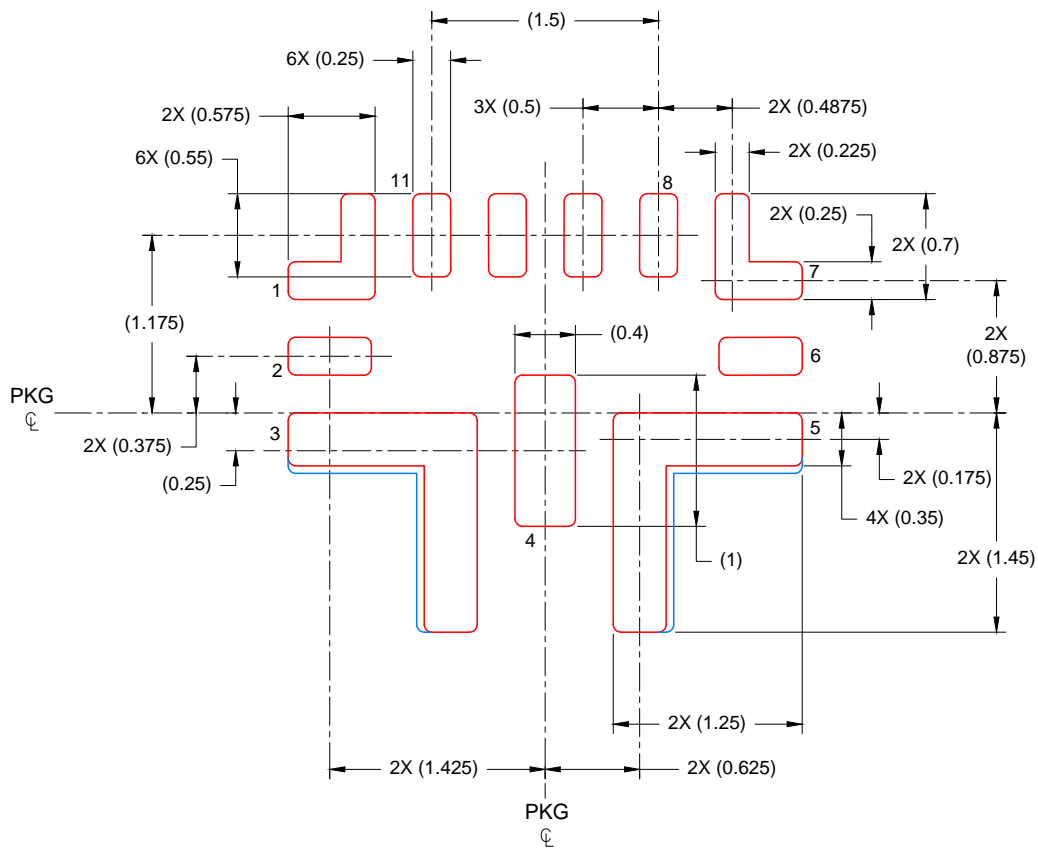 (1.5)
6X (0.25)
3X (0.5)
2X (0.4875)
2X (0.575)
2X (0.225)
6X (0.55)
11
8
2X (0.25)
2X (0.7)
7
1
(1.175)
(0.4)
2X
(0.875)
2
6
PKG
℄
2X (0.375)
3
5
(0.25)
2X (0.175)
4X (0.35)
4
(1)
2X (1.45)
2X (1.25)
2X (1.425)
2X (0.625)
PKG
℄